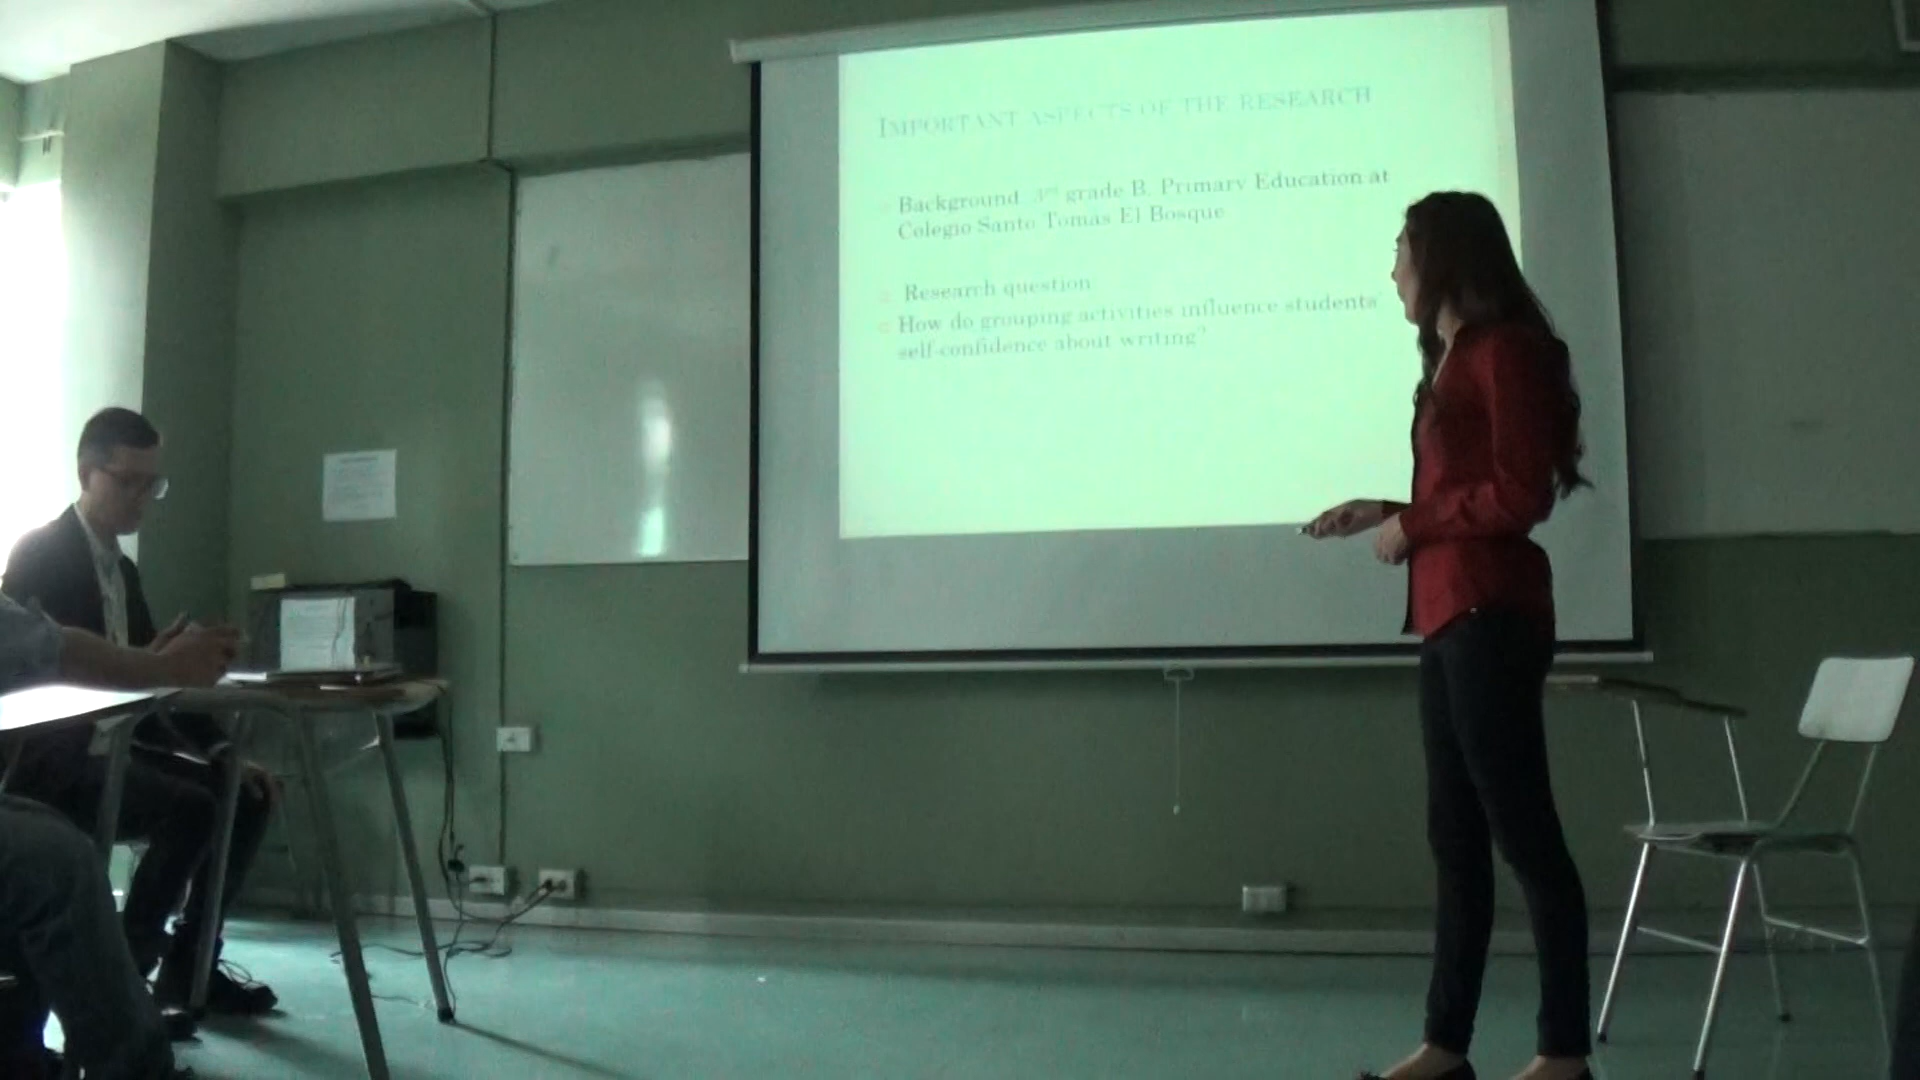 IMPORTANT ASPECTS OF THE RESEARCH
Background. 3rd grade B. Primary Education at
Colegio Santo Tomas El Bosque
Research question
How do grouping activities influence students'
self-confidence about writing?